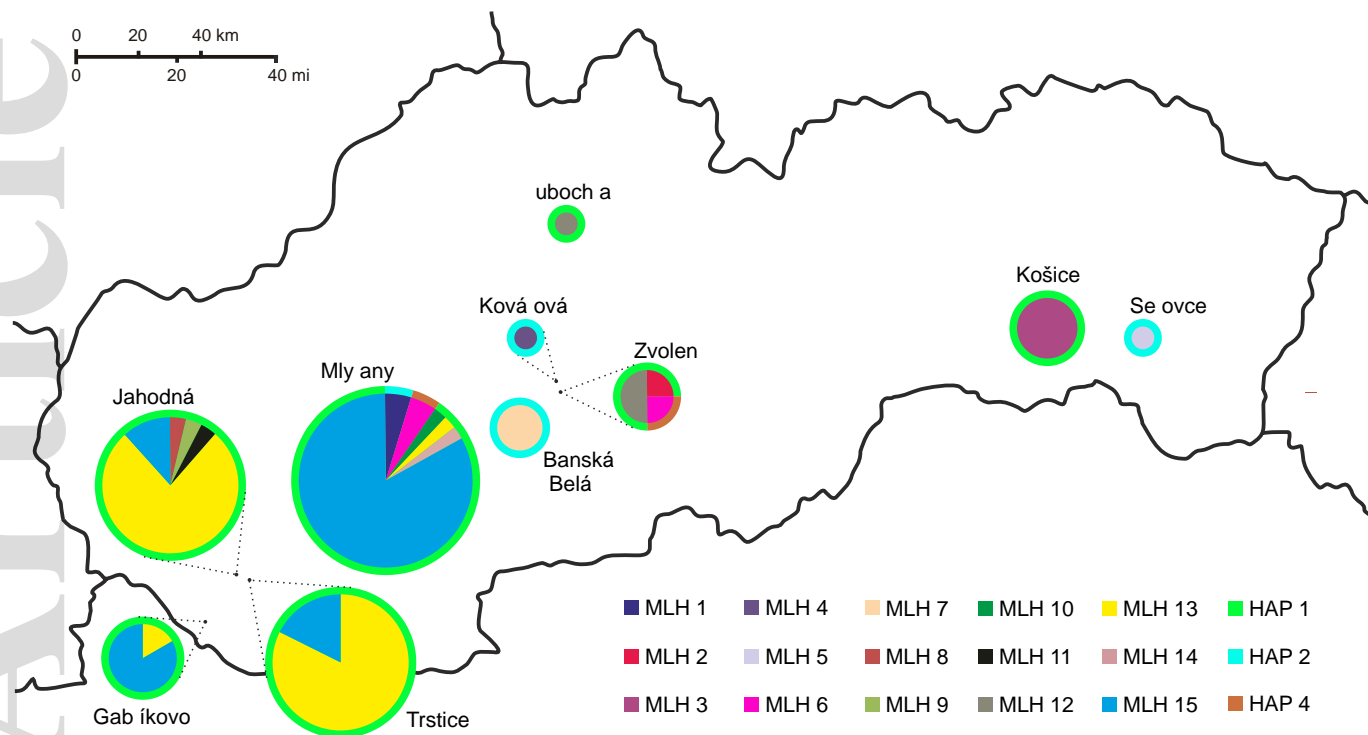 0 20 40 km
0 20 40 mi
Article
uboch a
Košice
Ková ová
Se ovce
Zvolen
Mly any
Jahodná
Banská
Belá
Gab íkovo
Trstice
MLH 1 MLH 4 MLH 7 MLH 10 MLH 13 HAP 1
MLH 2 MLH 5 MLH 8 MLH 11 MLH 14 HAP 2
MLH 3 MLH 6 MLH 9 MLH 12 MLH 15 HAP 4